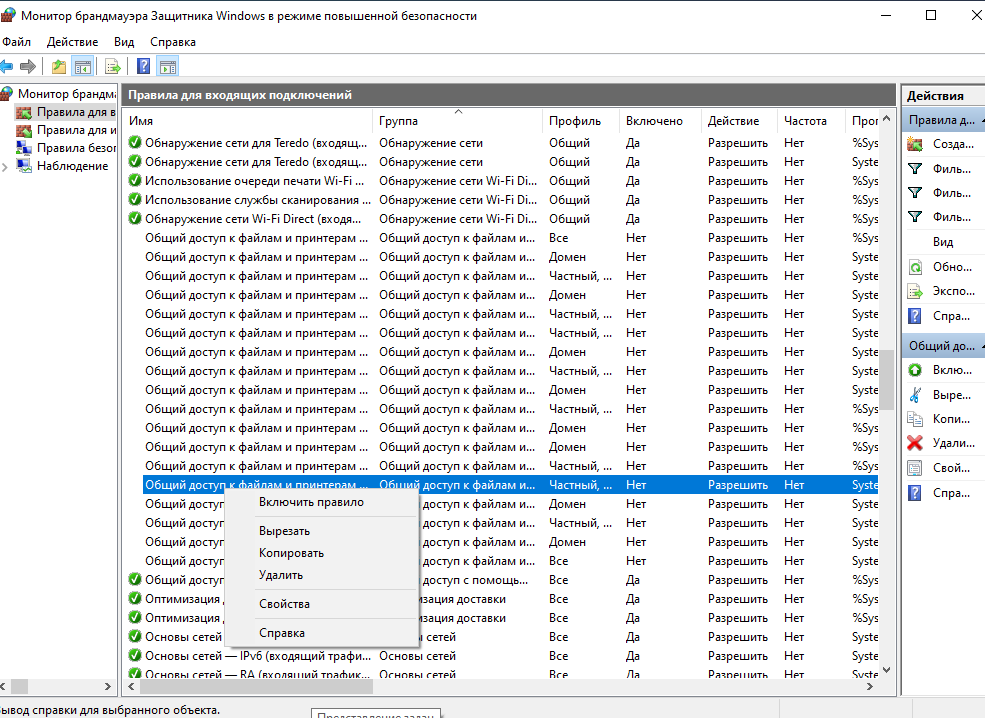 Монитор брандмауэра Защитника Windows в режиме повышенной безопасности
Файл Действие Вид Справка
Монитор брандма
Правила для в
Правила для и
Правила безог
Наблюдение
Правила для входящих подключений
Имя Группа Профиль Включено Действие Частота Прог
Обнаружение сети для Teredo (входящ... Обнаружение сети Общий Да Разрешить Нет %Sys
Обнаружение сети для Teredo (входящ... Обнаружение сети Общий Да Разрешить Нет Syste
Использование очереди печати Wi-Fi ... Обнаружение сети Wi-Fi Di... Общий Да Разрешить Нет %Sys
Использование службы сканирования ... Обнаружение сети Wi-Fi Di... Общий Да Разрешить Нет %Sys
Обнаружение сети Wi-Fi Direct (входя... Обнаружение сети Wi-Fi Di... Общий Да Разрешить Нет %Sys
Общий доступ к файлам и принтерам ... Общий доступ к файлам и... Все Нет Разрешить Нет %Sys
Общий доступ к файлам и принтерам ... Общий доступ к файлам и... Домен Нет Разрешить Нет %Sys
Общий доступ к файлам и принтерам ... Общий доступ к файлам и... Частный, ... Нет Разрешить Нет %Sys
Общий доступ к файлам и принтерам ... Общий доступ к файлам и... Домен Нет Разрешить Нет Syste
Общий доступ к файлам и принтерам ... Общий доступ к файлам и... Частный, ... Нет Разрешить Нет Syste
Общий доступ к файлам и принтерам ... Общий доступ к файлам и... Частный, ... Нет Разрешить Нет Syste
Общий доступ к файлам и принтерам ... Общий доступ к файлам и... Домен Нет Разрешить Нет Syste
Общий доступ к файлам и принтерам ... Общий доступ к файлам и... Частный, ... Нет Разрешить Нет Syste
Общий доступ к файлам и принтерам ... Общий доступ к файлам и... Домен Нет Разрешить Нет Syste
Общий доступ к файлам и принтерам ... Общий доступ к файлам и... Частный, ... Нет Разрешить Нет Syste
Общий доступ к файлам и принтерам ... Общий доступ к файлам и... Домен Нет Разрешить Нет %Sys
Общий доступ к файлам и принтерам ... Общий доступ к файлам и... Домен Нет Разрешить Нет %Sys
Общий доступ к файлам и принтерам ... Общий доступ к файлам и... Частный, ... Нет Разрешить Нет %Sys
Общий доступ к файлам и принтерам ... Общий доступ к файлам и... Частный, ... Нет Разрешить Нет Syste
Общий доступ доступ к файлам и... Домен Нет Разрешить Нет Syste
Общий доступ доступ к файлам и... Частный, ... Нет Разрешить Нет Syste
Общий доступ доступ к файлам и... Домен Нет Разрешить Нет Syste
Общий доступ доступ к файлам и... Все Нет Разрешить Нет %Sys
Общий доступ доступ с помощь... Все Да Разрешить Нет %Sys
Оптимизация зация доставки Все Да Разрешить Нет %Sys
Оптимизация зация доставки Все Да Разрешить Нет %Sys
Основы сетей сетей Все Да Разрешить Нет Syste
Основы сетей — IPv6 (входящий трафи... Основы сетей Все Да Разрешить Нет Syste
Основы сетей — RA (входящий трафик... Основы сетей Все Да Разрешить Нет Syste
Включить правило
Вырезать
Копировать
Удалить
Свойства
Справка
Действия
Правила д...
Созда...
Филь...
Филь...
Филь...
Вид
Обно...
Экспо...
Спра...
Общий до...
Вклю...
Выре...
Копи...
Удали...
Свой...
Спра...
Вывод справки для выбранного объекта.
Представление задач